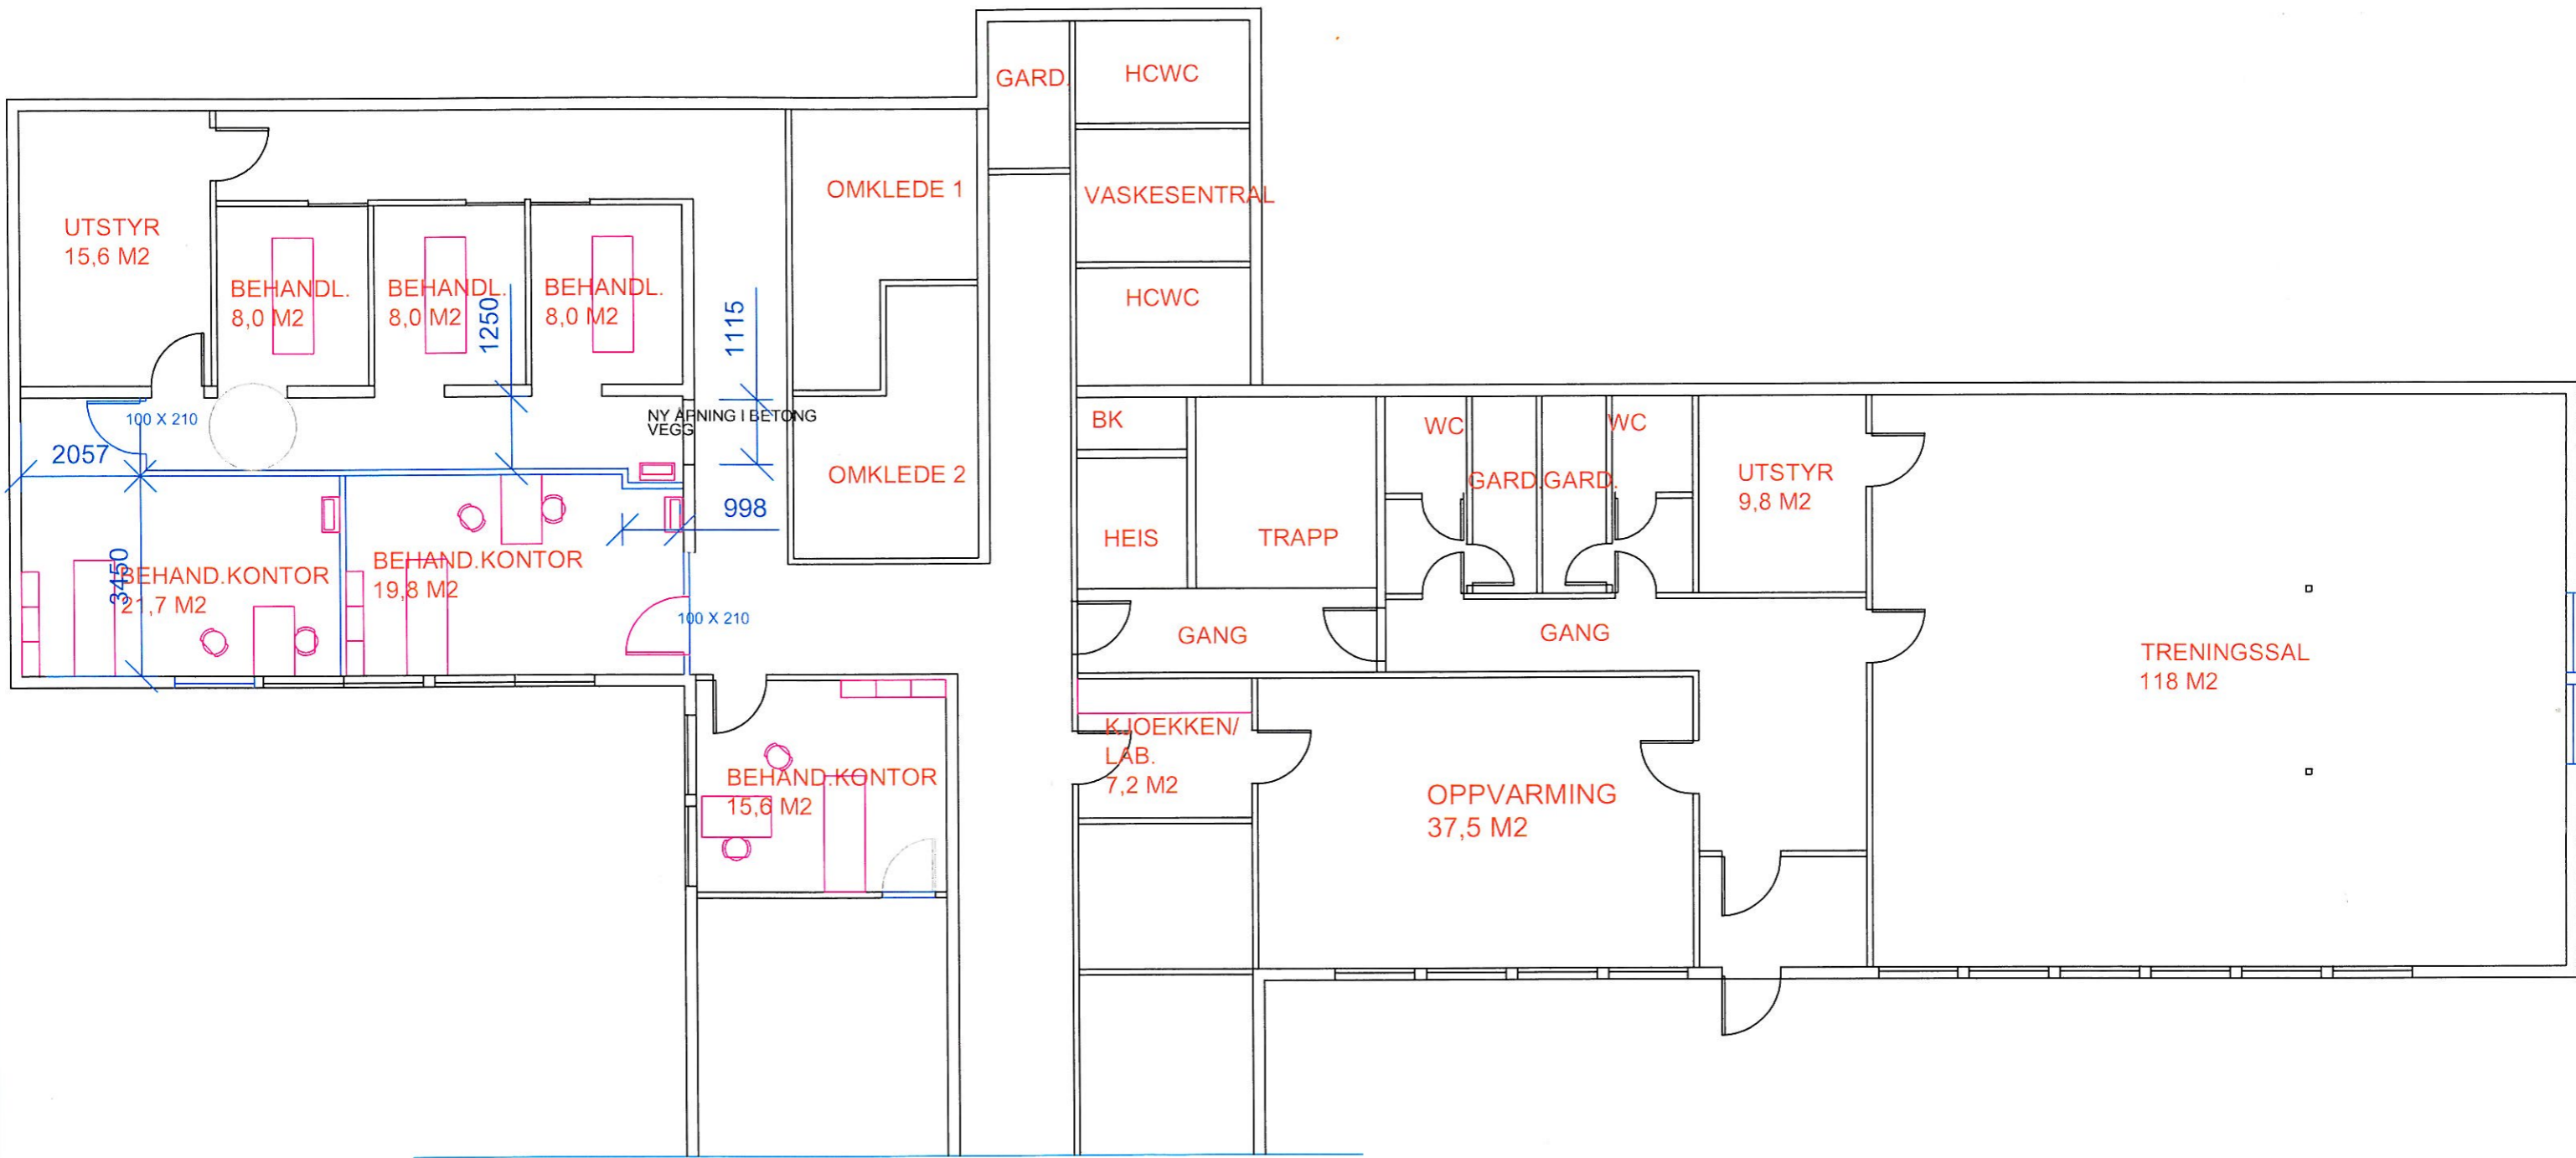 GARD.
HCWC
VASKESENTRAL
HCWC
OMKLEDE 1
OMKLEDE 2
UTSTYR
15,6 M2
BEHANDL.
8,0 M2
BEHANDL.
8,0 M2
BEHANDL.
8,0 M2
1250
1115
100 X 210
NY ÅPNING I BETONG
VEGG
2057
998
3450
BEHAND.KONTOR
21,7 M2
BEHAND.KONTOR
19,8 M2
100 X 210
BEHAND.KONTOR
15,6 M2
BK
HEIS
TRAPP
GANG
WC
GARD.
GARD.
WC
UTSTYR
9,8 M2
GANG
KJOEKKEN/
LAB.
7,2 M2
OPPVARMING
37,5 M2
TRENINGSSAL
118 M2